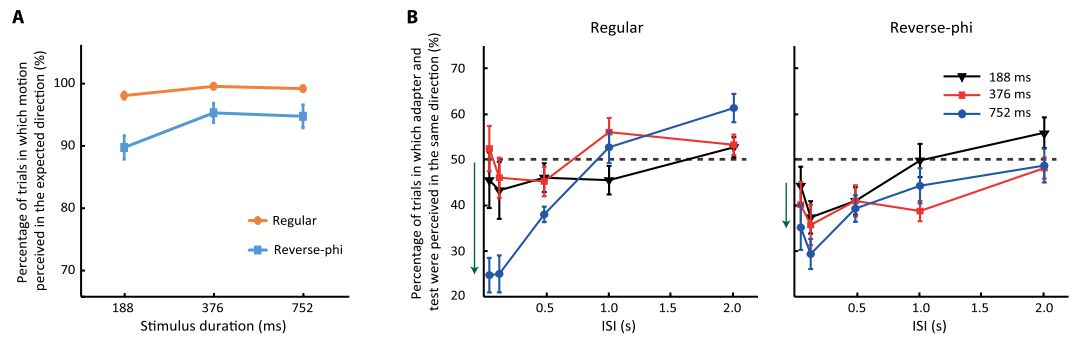 A
Percentage of trials in which motion
perceived in the expected direction (%)
100
90
80
70
188
376
752
Stimulus duration (ms)
Regular
Reverse-phi
B
Regular
Percentage of trials in which adapter and
test were perceived in the same direction (%)
70
60
50
40
30
20
0.5
1.0
1.5
2.0
ISI (s)
Reverse-phi
188 ms
376 ms
752 ms
0.5
1.0
1.5
2.0
ISI (s)